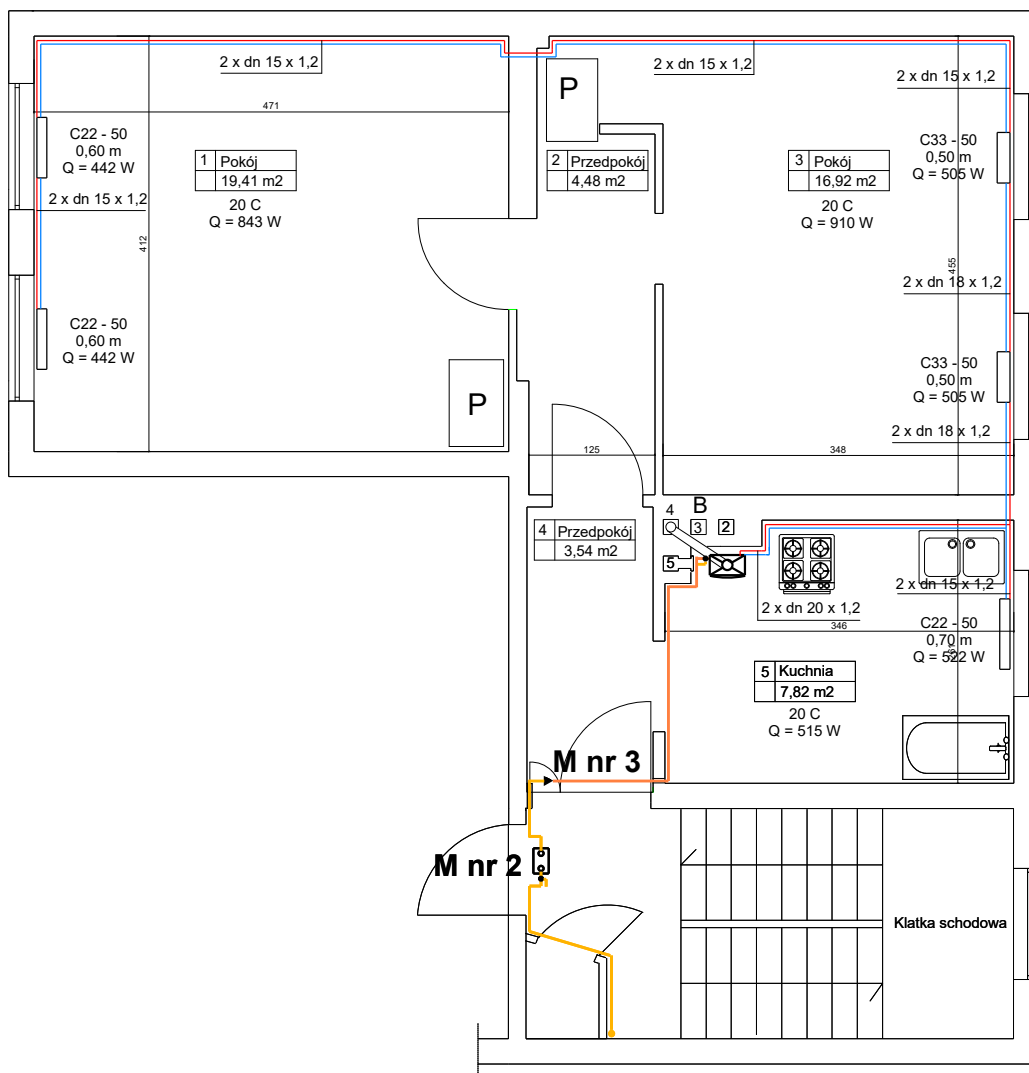 2 x dn 15 x 1,2
2 x dn 15 x 1,2
2 x dn 15 x 1,2
P
471
C22 - 50
0,60 m
Q = 442 W
1 Pokój
19,41 m2
20 C
Q = 843 W
2 Przedpokój
4,48 m2
3 Pokój
16,92 m2
20 C
Q = 910 W
C33 - 50
0,50 m
Q = 505 W
2 x dn 15 x 1,2
412
455
2 x dn 18 x 1,2
C22 - 50
0,60 m
Q = 442 W
C33 - 50
0,50 m
Q = 505 W
P
2 x dn 18 x 1,2
125
348
4
B
3
2
4 Przedpokój
3,54 m2
5
2 x dn 15 x 1,2
2 x dn 20 x 1,2
346
C22 - 50
0,70 m
Q = 522 W
5 Kuchnia
7,82 m2
20 C
Q = 515 W
M nr 3
M nr 2
Klatka schodowa